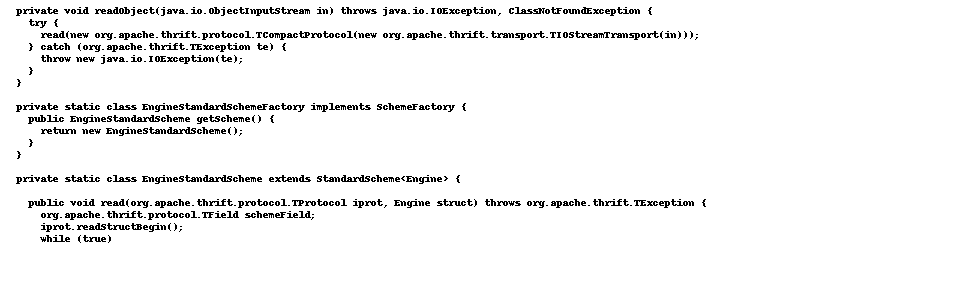 private void readObject(java.io.ObjectInputStream in) throws java.io.IOException, ClassNotFoundException {
try {
read(new org.apache.thrift.protocol.TCompactProtocol(new org.apache.thrift.transport.TIOStreamTransport(in)));
} catch (org.apache.thrift.TException te) {
throw new java.io.IOException(te);
}
}
private static class EngineStandardSchemeFactory implements SchemeFactory {
public EngineStandardScheme getScheme() {
return new EngineStandardScheme();
}
}
private static class EngineStandardScheme extends StandardScheme<Engine> {
public void read(org.apache.thrift.protocol.TProtocol iprot, Engine struct) throws org.apache.thrift.TException {
org.apache.thrift.protocol.TField schemeField;
iprot.readStructBegin();
while (true)